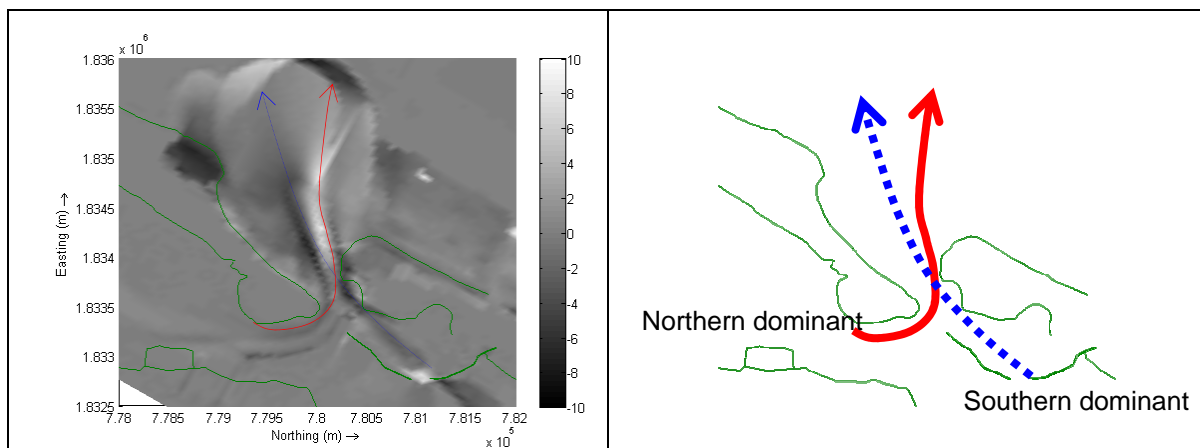 x 10^6
1.836
1.8355
1.835
1.8345
1.834
1.8335
1.833
1.8325
Easting (m) →
7.78 7.785 7.79 7.795 7.8 7.805 7.81 7.815 7.82
x 10^5
Northing (m) →
10
8
6
4
2
0
-2
-4
-6
-8
-10
Northern dominant
Southern dominant